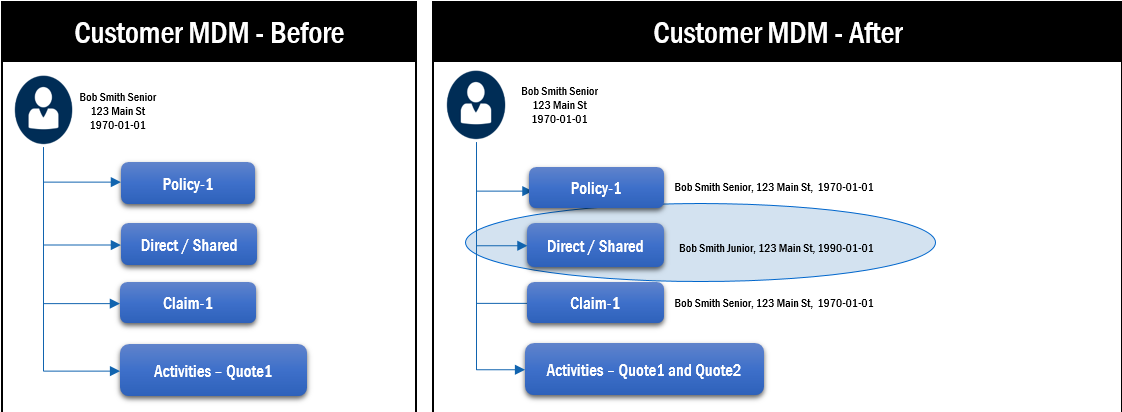 Customer MDM - Before
Bob Smith Senior
123 Main St
1970-01-01
Policy-1
Direct / Shared
Claim-1
Activities – Quote1
Customer MDM - After
Bob Smith Senior
123 Main St
1970-01-01
Policy-1
Bob Smith Senior, 123 Main St, 1970-01-01
Direct / Shared
Bob Smith Junior, 123 Main St, 1990-01-01
Claim-1
Bob Smith Senior, 123 Main St, 1970-01-01
Activities – Quote1 and Quote2